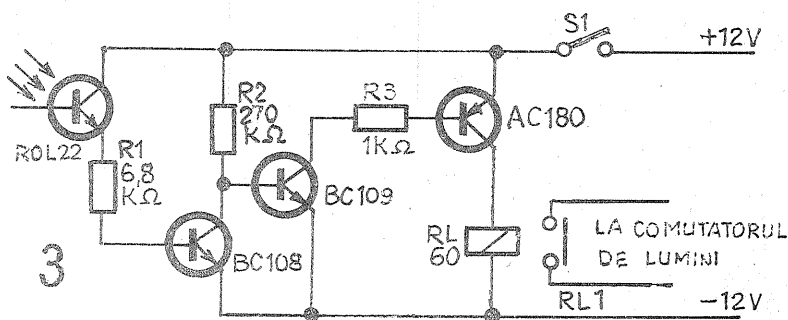 S1
+12V
R2
270
KΩ
R3
1KΩ
AC180
ROL22
R1
6,8
KΩ
BC109
BC108
RL
60
LA COMUTATORUL
DE LUMINI
RL1
-12V
3